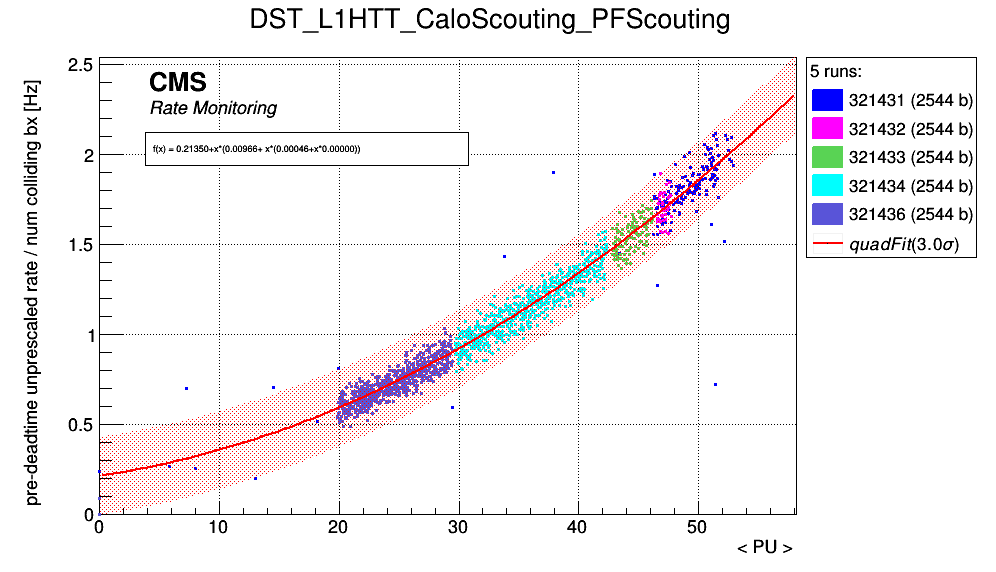 DST_L1HTT_CaloScouting_PFScouting
pre-deadtime unprescaled rate / num colliding bx [Hz]
2.5
2
1.5
1
0.5
0
CMS
Rate Monitoring
f(x) = 0.21350+x*(0.00966+ x*(0.00046+x*0.00000))
0 10 20 30 40 50
< PU >
5 runs:
321431 (2544 b)
321432 (2544 b)
321433 (2544 b)
321434 (2544 b)
321436 (2544 b)
quadFit(3.0σ)